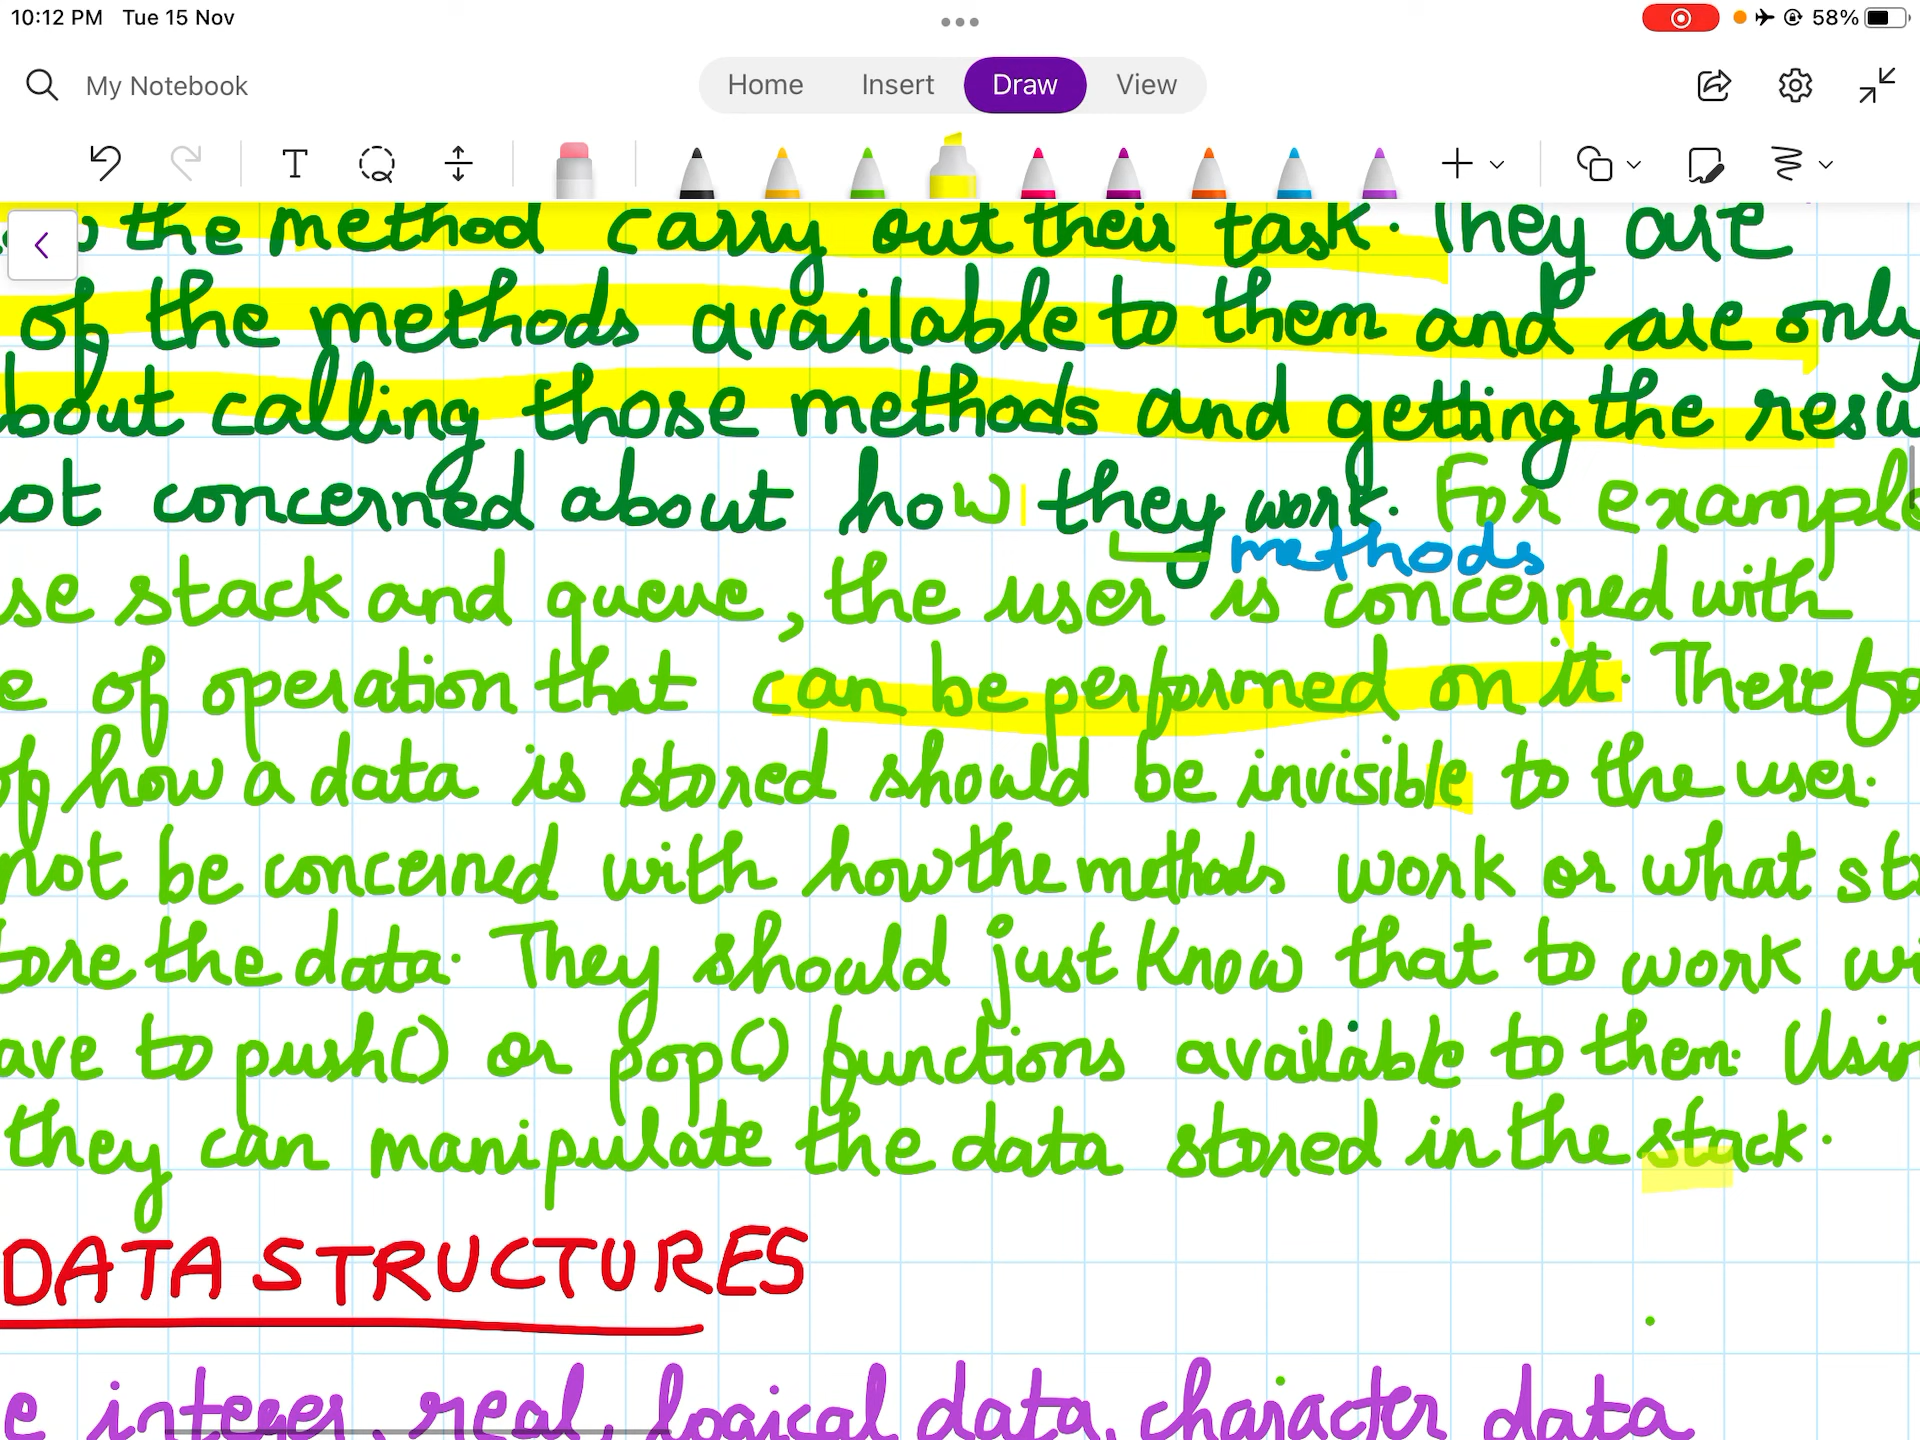 10:12 PM Tue 15 Nov
58%
My Notebook
Home Insert Draw View
T
the method carry out their task. They are
of the methods available to them and are only
bout calling those methods and getting the resu
ot concerned about how they work. For example
methods
se stack and queue, the user is concerned with
e of operation that can be performed on it. Therefo
of how a data is stored should be invisible to the user.
not be concerned with how the methods work or what st
tore the data. They should just know that to work wi
ave to push() or pop() functions available to them. Usin
they can manipulate the data stored in the stack.
DATA STRUCTURES
e integer, real, logical data, character data